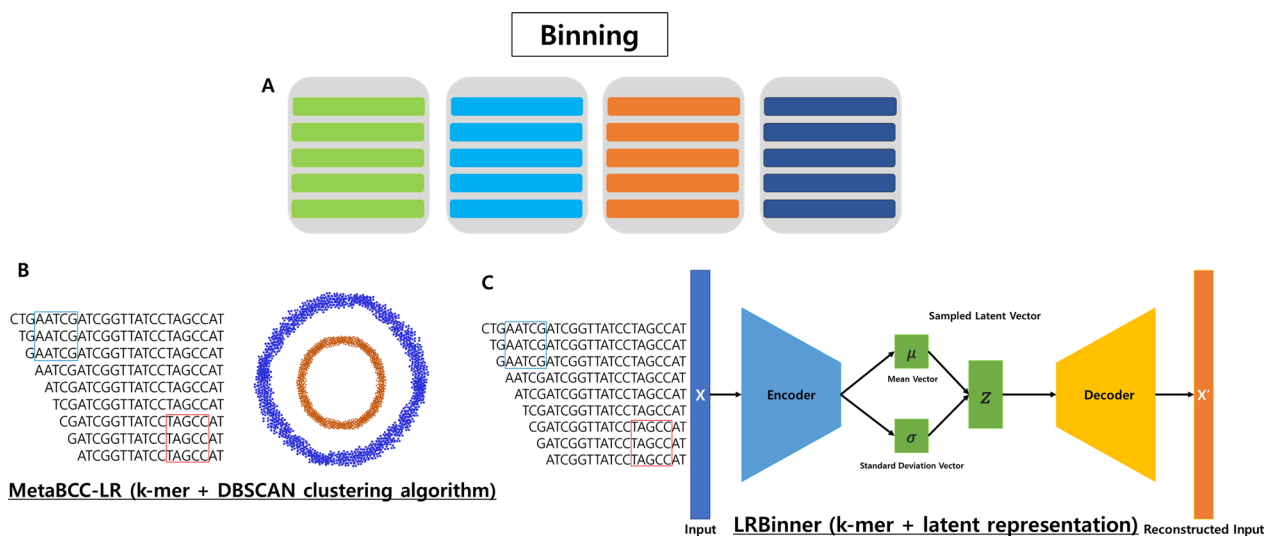 Binning
A
B
CTGAATCGATCGGTTATCCTAGCCAT
TGAATCGATCGGTTATCCTAGCCAT
GAATCGATCGGTTATCCTAGCCAT
AATCGATCGGTTATCCTAGCCAT
ATCGATCGGTTATCCTAGCCAT
TCGATCGGTTATCCTAGCCAT
CGATCGGTTATCCTAGCCAT
GATCGGTTATCCTAGCCAT
ATCGGTTATCCTAGCCAT
MetaBCC-LR (k-mer + DBSCAN clustering algorithm)
C
CTGAATCGATCGGTTATCCTAGCCAT
TGAATCGATCGGTTATCCTAGCCAT
GAATCGATCGGTTATCCTAGCCAT
AATCGATCGGTTATCCTAGCCAT
ATCGATCGGTTATCCTAGCCAT
TCGATCGGTTATCCTAGCCAT
CGATCGGTTATCCTAGCCAT
GATCGGTTATCCTAGCCAT
ATCGGTTATCCTAGCCAT
X
Input
Encoder
μ
Mean Vector
σ
Standard Deviation Vector
Sampled Latent Vector
Z
Decoder
X'
Reconstructed Input
LRBinner (k-mer + latent representation)